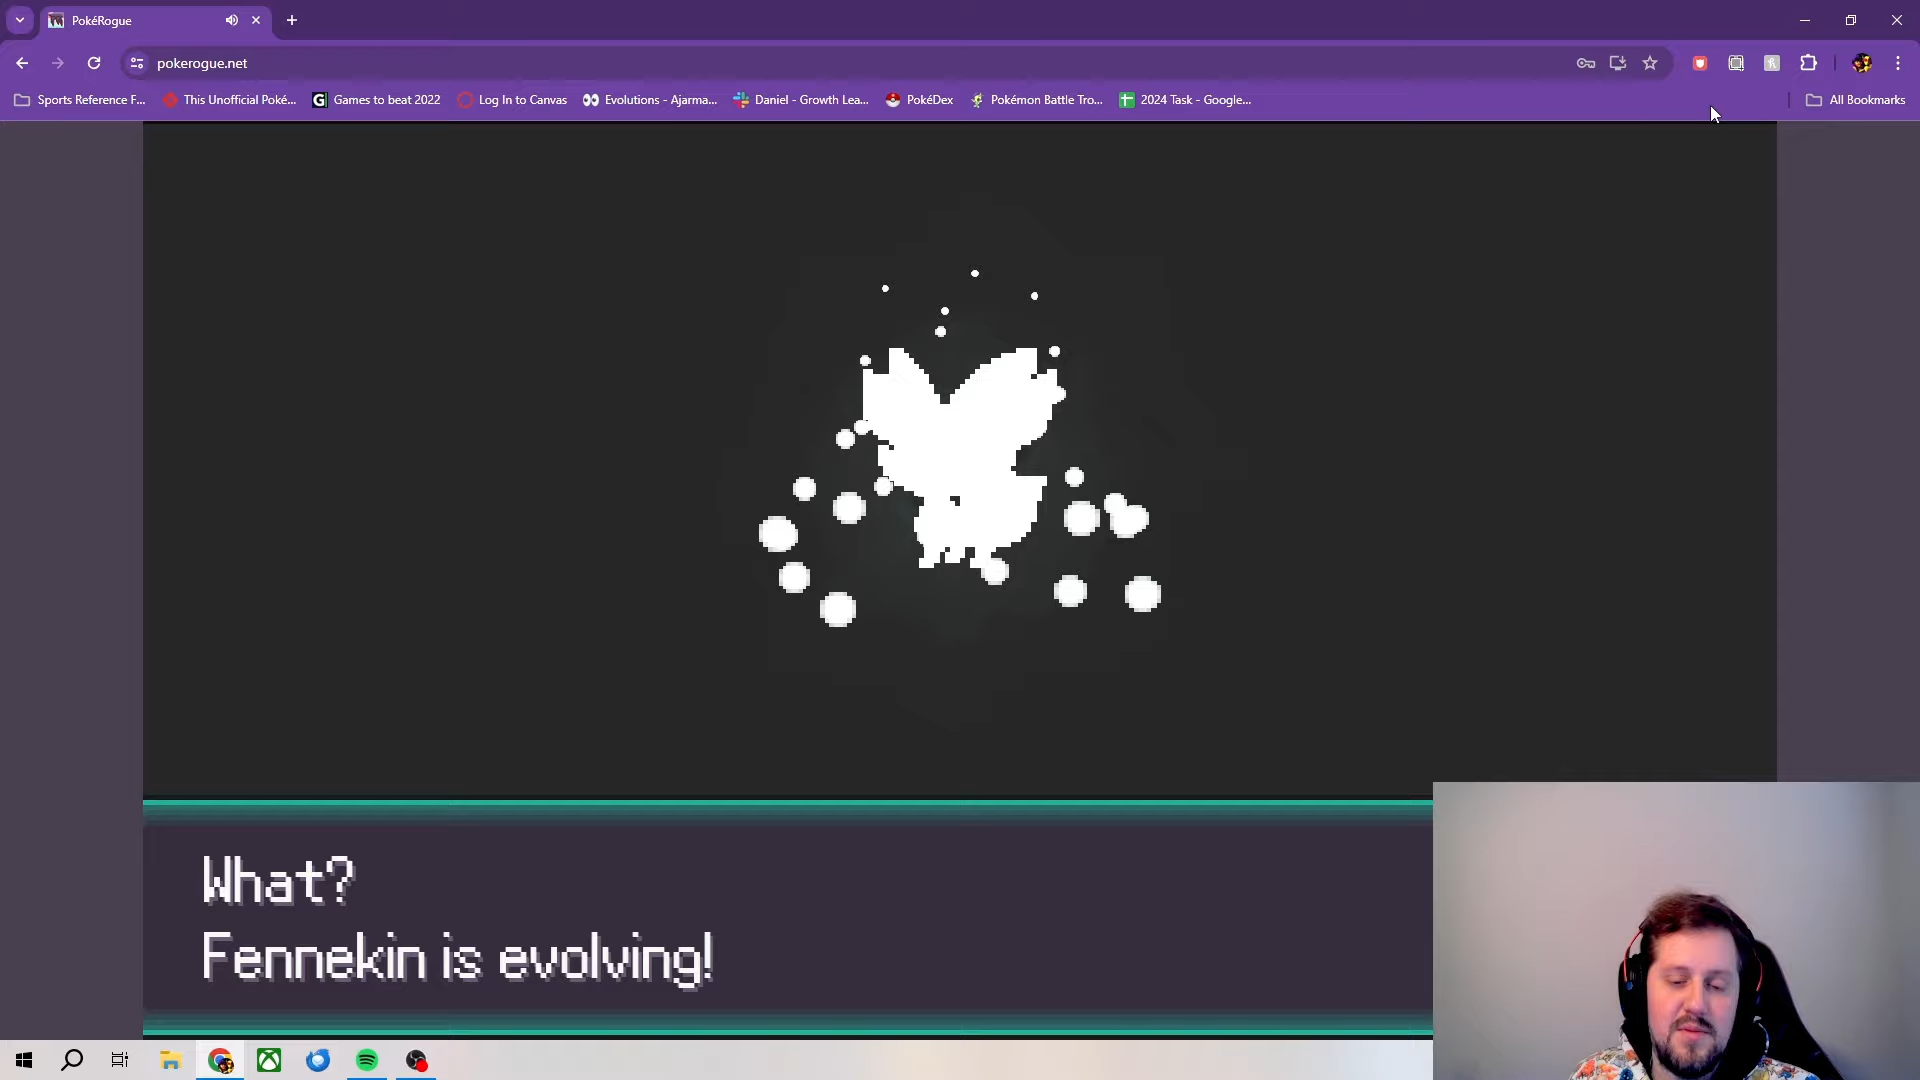 PokéRogue
pokerogue.net
Sports Reference F...
This Unofficial Poké...
Games to beat 2022
Log In to Canvas
Evolutions - Ajarma...
Daniel - Growth Lea...
PokéDex
Pokémon Battle Tro...
2024 Task - Google...
All Bookmarks
What?
Fennekin is evolving!